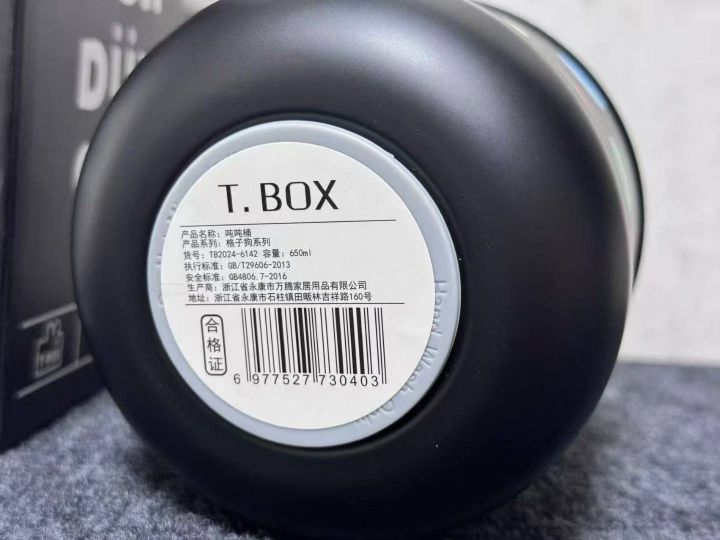 T. BOX
产品名称: 吨吨桶
产品系列: 格子狗系列
货号: TB2024-6142 容量: 650ml
执行标准: GB/T29606-2013
安全标准: GB4806.7-2016
生产商: 浙江省永康市万腾家居用品有限公司
地址: 浙江省永康市石柱镇田畈林吉祥路160号
合格证
6 977527 730403
Hand Wash Only